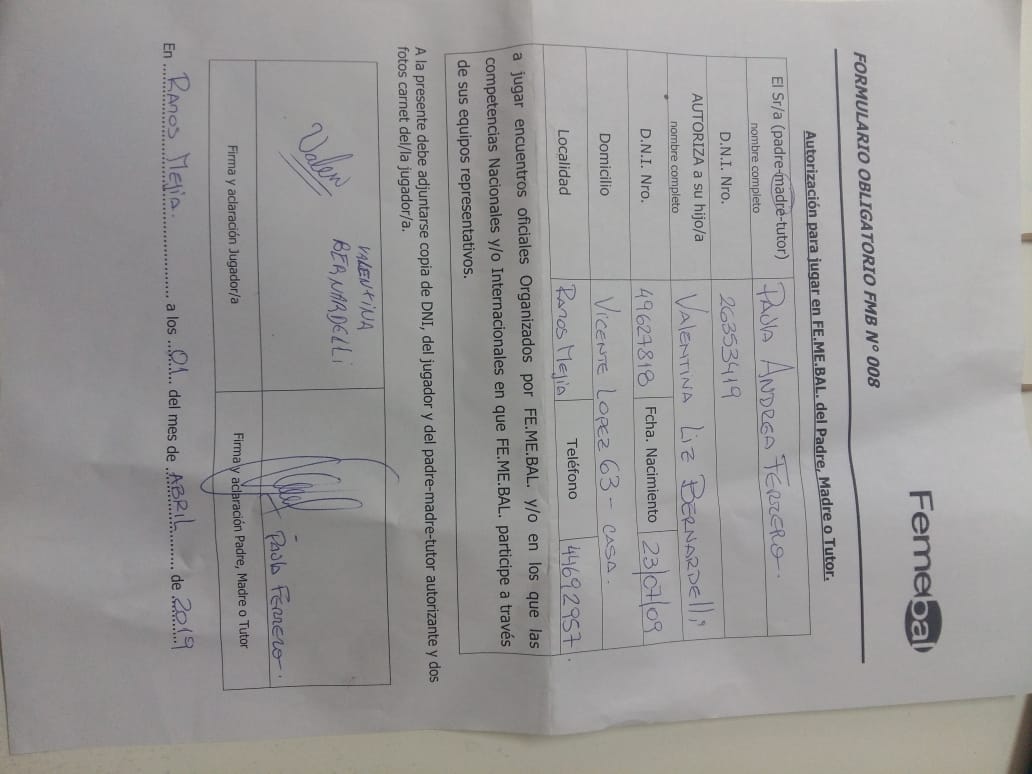 Femebal
FORMULARIO OBLIGATORIO FMB N° 008
Autorización para jugar en FE.ME.BAL. del Padre, Madre o Tutor.
El Sr/a (padre-madre-tutor) PAULA ANDREA FERRERO.
nombre completo
D.N.I. Nro. 26353419
AUTORIZA a su hijo/a VALENTINA LIZ BERNARDELLI
nombre completo
D.N.I. Nro. 49627818 Fcha. Nacimiento 23/07/09
Domicilio VICENTE LOPEZ 63 - CASA.
Localidad RAMOS MEJIA Teléfono 44692957.
a jugar encuentros oficiales Organizados por FE.ME.BAL. y/o en los que las
competencias Nacionales y/o Internacionales en que FE.ME.BAL. participe a través
de sus equipos representativos.
A la presente debe adjuntarse copia de DNI, del jugador y del padre-madre-tutor autorizante y dos
fotos carnet del/la jugador/a.
Valen VALENTINA
BERNARDELLI
PAULA FERRERO.
Firma y aclaración Jugador/a Firma y aclaración Padre, Madre o Tutor
En RAMOS MEJIA. a los 01 del mes de ABRIL de 2019